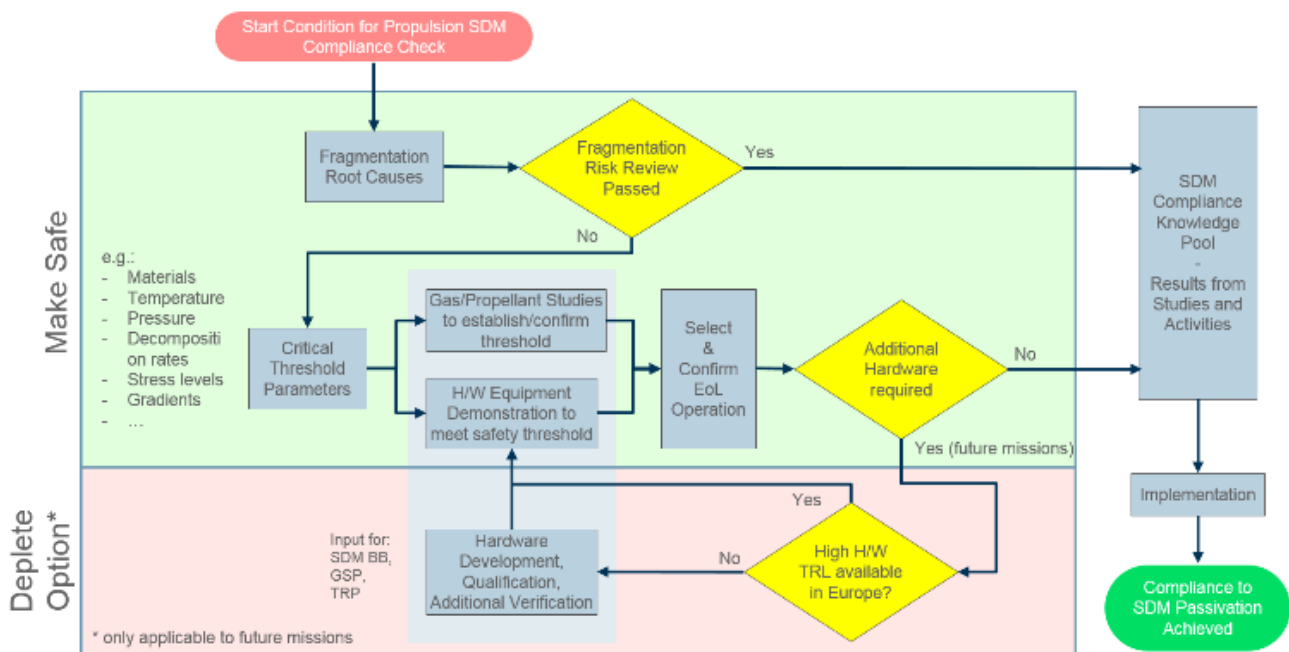 Start Condition for Propulsion SDM
Compliance Check
Make Safe
Fragmentation
Root Causes
Fragmentation
Risk Review
Passed
Yes
No
SDM
Compliance
Knowledge
Pool
-
Results from
Studies and
Activities
e.g.:
- Materials
- Temperature
- Pressure
- Decompositi
on rates
- Stress levels
- Gradients
- ...
Critical
Threshold
Parameters
Gas/Propellant Studies
to establish/confirm
threshold
H/W Equipment
Demonstration to
meet safety threshold
Select
&
Confirm
EoL
Operation
Additional
Hardware
required
No
Yes (future missions)
Deplete
Option*
Input for:
SDM BB,
GSP,
TRP
Hardware
Development,
Qualification,
Additional Verification
No
Yes
High H/W
TRL available
in Europe?
* only applicable to future missions
Implementation
Compliance to
SDM Passivation
Achieved